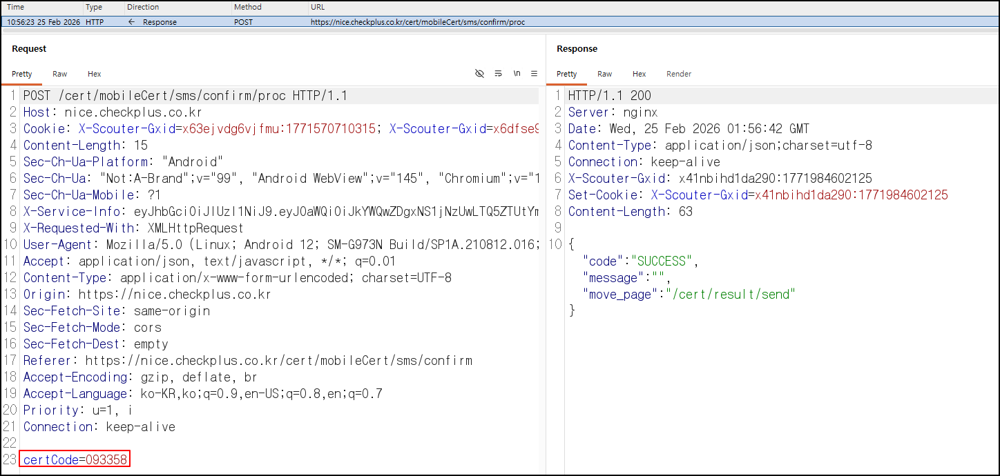 Time Type Direction Method URL
10:56:23 25 Feb 2026 HTTP ← Response POST https://nice.checkplus.co.kr/cert/mobileCert/sms/confirm/proc
Request
Pretty Raw Hex \n
1 POST /cert/mobileCert/sms/confirm/proc HTTP/1.1
2 Host: nice.checkplus.co.kr
3 Cookie: X-Scouter-Gxid=x63ejvdg6vjfmu:1771570710315; X-Scouter-Gxid=x6dfse9
4 Content-Length: 15
5 Sec-Ch-Ua-Platform: "Android"
6 Sec-Ch-Ua: "Not:A-Brand";v="99", "Android WebView";v="145", "Chromium";v="1
7 Sec-Ch-Ua-Mobile: ?1
8 X-Service-Info: eyJhbGciOiJIUzI1NiJ9.eyJ0aWQiOiJkYWQwZDgxNS1jNzUwLTQ5ZTUtYm
9 X-Requested-With: XMLHttpRequest
10 User-Agent: Mozilla/5.0 (Linux; Android 12; SM-G973N Build/SP1A.210812.016;
11 Accept: application/json, text/javascript, */*; q=0.01
12 Content-Type: application/x-www-form-urlencoded; charset=UTF-8
13 Origin: https://nice.checkplus.co.kr
14 Sec-Fetch-Site: same-origin
15 Sec-Fetch-Mode: cors
16 Sec-Fetch-Dest: empty
17 Referer: https://nice.checkplus.co.kr/cert/mobileCert/sms/confirm
18 Accept-Encoding: gzip, deflate, br
19 Accept-Language: ko-KR,ko;q=0.9,en-US;q=0.8,en;q=0.7
20 Priority: u=1, i
21 Connection: keep-alive
22
23 certCode=093358
Response
Pretty Raw Hex Render
1 HTTP/1.1 200
2 Server: nginx
3 Date: Wed, 25 Feb 2026 01:56:42 GMT
4 Content-Type: application/json;charset=utf-8
5 Connection: keep-alive
6 X-Scouter-Gxid: x41nbihd1da290:1771984602125
7 Set-Cookie: X-Scouter-Gxid=x41nbihd1da290:1771984602125
8 Content-Length: 63
9
10 {
"code":"SUCCESS",
"message":"",
"move_page":"/cert/result/send"
}